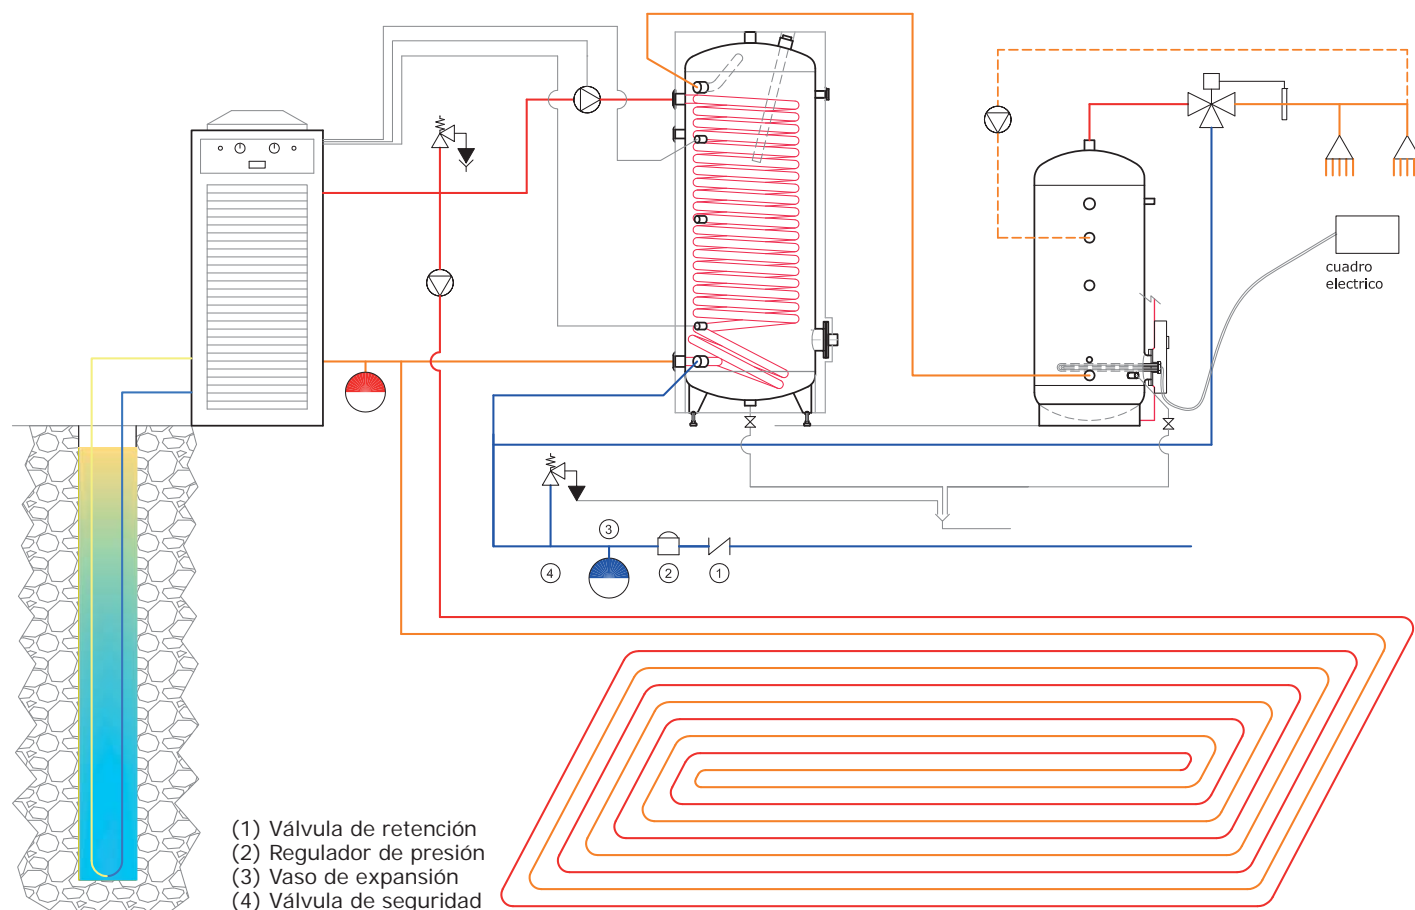 cuadro
electrico
3
4
2
1
(1) Válvula de retención
(2) Regulador de presión
(3) Vaso de expansión
(4) Válvula de seguridad